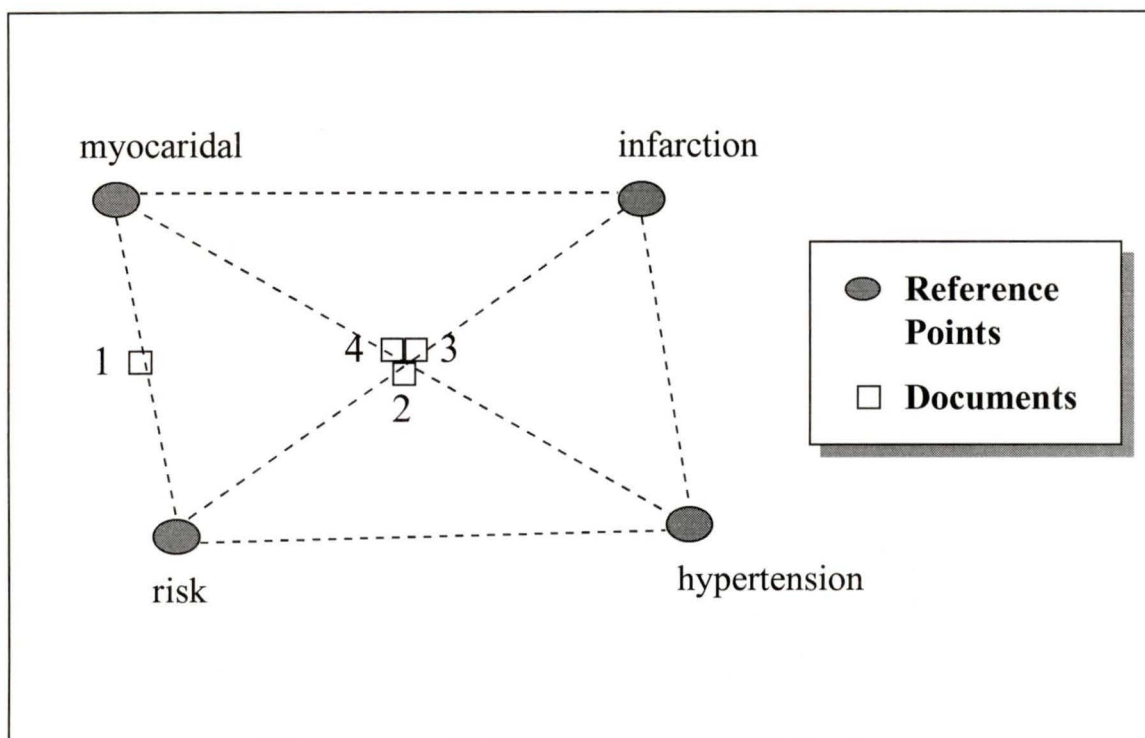 myocaridal
infarction
Reference
Points
4
3
1
2
Documents
risk
hypertension